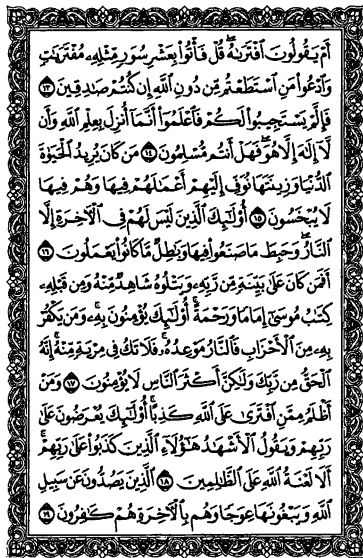 أَمْ يَقُولُونَ ٱفْتَرَىٰهُ ۖ قُلْ فَأْتُوا۟ بِعَشْرِ سُوَرٍ مِّثْلِهِۦ مُفْتَرَيَٰتٍ
وَٱدْعُوا۟ مَنِ ٱسْتَطَعْتُم مِّن دُونِ ٱللَّهِ إِن كُنتُمْ صَٰدِقِينَ ١٣
فَإِلَّمْ يَسْتَجِيبُوا۟ لَكُمْ فَٱعْلَمُوٓا۟ أَنَّمَآ أُنزِلَ بِعِلْمِ ٱللَّهِ وَأَن
لَّآ إِلَٰهَ إِلَّا هُوَ ۖ فَهَلْ أَنتُم مُّسْلِمُونَ ١٤ مَن كَانَ يُرِيدُ ٱلْحَيَوٰةَ
ٱلدُّنْيَا وَزِينَتَهَا نُوَفِّ إِلَيْهِمْ أَعْمَٰلَهُمْ فِيهَا وَهُمْ فِيهَا
لَا يُبْخَسُونَ ١٥ أُو۟لَٰٓئِكَ ٱلَّذِينَ لَيْسَ لَهُمْ فِى ٱلْءَاخِرَةِ إِلَّا
ٱلنَّارُ ۖ وَحَبِطَ مَا صَنَعُوا۟ فِيهَا وَبَٰطِلٌ مَّا كَانُوا۟ يَعْمَلُونَ ١٦
أَفَمَن كَانَ عَلَىٰ بَيِّنَةٍ مِّن رَّبِّهِۦ وَيَتْلُوهُ شَاهِدٌ مِّنْهُ وَمِن قَبْلِهِۦ
كِتَٰبُ مُوسَىٰٓ إِمَامًا وَرَحْمَةً ۚ أُو۟لَٰٓئِكَ يُؤْمِنُونَ بِهِۦ ۚ وَمَن يَكْفُرْ
بِهِۦ مِنَ ٱلْأَحْزَابِ فَٱلنَّارُ مَوْعِدُهُۥ ۚ فَلَا تَكُ فِى مِرْيَةٍ مِّنْهُ ۚ إِنَّهُ
ٱلْحَقُّ مِن رَّبِّكَ وَلَٰكِنَّ أَكْثَرَ ٱلنَّاسِ لَا يُؤْمِنُونَ ١٧ وَمَنْ
أَظْلَمُ مِمَّنِ ٱفْتَرَىٰ عَلَى ٱللَّهِ كَذِبًا ۚ أُو۟لَٰٓئِكَ يُعْرَضُونَ عَلَىٰ
رَبِّهِمْ وَيَقُولُ ٱلْأَشْهَٰدُ هَٰٓؤُلَآءِ ٱلَّذِينَ كَذَبُوا۟ عَلَىٰ رَبِّهِمْ ۚ
أَلَا لَعْنَةُ ٱللَّهِ عَلَى ٱلظَّٰلِمِينَ ١٨ ٱلَّذِينَ يَصُدُّونَ عَن سَبِيلِ
ٱللَّهِ وَيَبْغُونَهَا عِوَجًا وَهُم بِٱلْءَاخِرَةِ هُمْ كَٰفِرُونَ ١٩